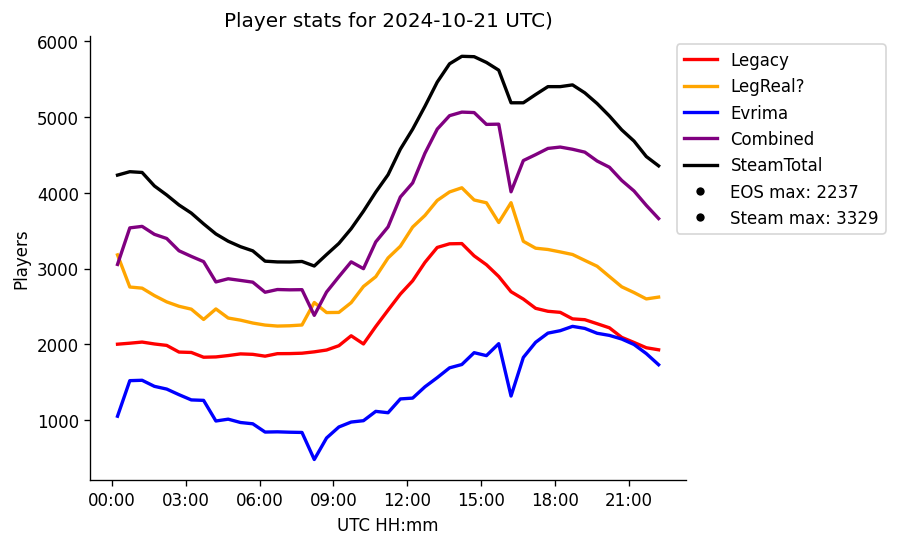 Player stats for 2024-10-21 UTC)
6000
5000
4000
3000
2000
1000
Players
00:00 03:00 06:00 09:00 12:00 15:00 18:00 21:00
UTC HH:mm
Legacy
LegReal?
Evrima
Combined
SteamTotal
EOS max: 2237
Steam max: 3329